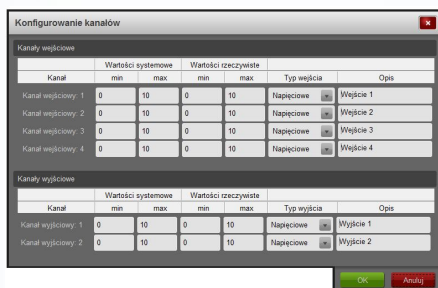 Konfigurowanie kanałów
Kanały wejściowe
Wartości systemowe Wartości rzeczywiste
Kanał min max min max Typ wejścia Opis
Kanał wejściowy: 1 0 10 0 10 Napięciowe Wejście 1
Kanał wejściowy: 2 0 10 0 10 Napięciowe Wejście 2
Kanał wejściowy: 3 0 10 0 10 Napięciowe Wejście 3
Kanał wejściowy: 4 0 10 0 10 Napięciowe Wejście 4
Kanały wyjściowe
Wartości systemowe Wartości rzeczywiste
Kanał min max min max Typ wyjścia Opis
Kanał wyjściowy: 1 0 10 0 10 Napięciowe Wyjście 1
Kanał wyjściowy: 2 0 10 0 10 Napięciowe Wyjście 2
OK Anuluj